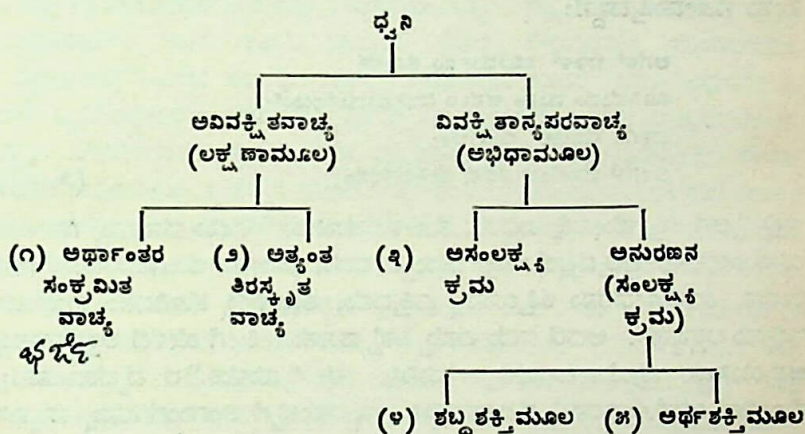 ಧ್ವನಿ
ಅವಿವಕ್ಷಿತವಾಚ್ಯ ವಿವಕ್ಷಿತಾನ್ಯಪರವಾಚ್ಯ
(ಲಕ್ಷಣಾಮೂಲ) (ಅಭಿಧಾಮೂಲ)
(೧) ಅರ್ಥಾಂತರ (೨) ಅತ್ಯಂತ (೩) ಅಸಂಲಕ್ಷ್ಯ ಅನುರಣನ
ಸಂಕ್ರಮಿತ ತಿರಸ್ಕೃತ ಕ್ರಮ (ಸಂಲಕ್ಷ್ಯ
ವಾಚ್ಯ ವಾಚ್ಯ ಕ್ರಮ)
(೪) ಶಬ್ದಶಕ್ತಿಮೂಲ (೫) ಅರ್ಥಶಕ್ತಿಮೂಲ